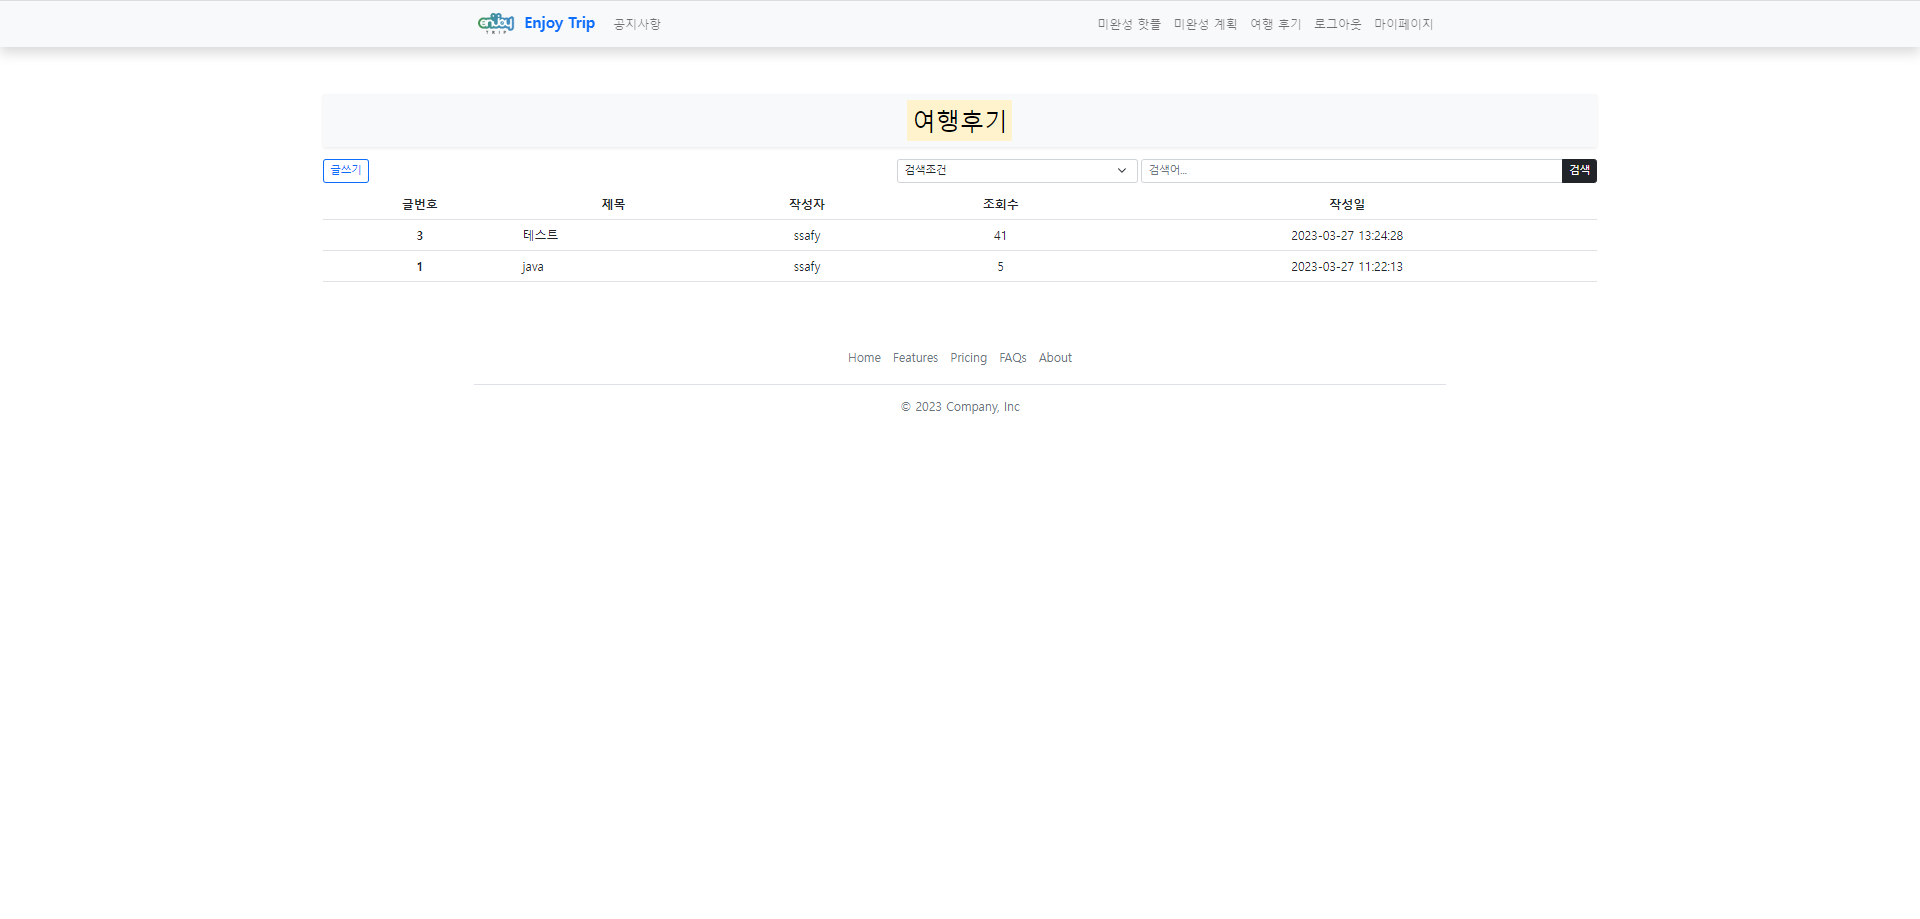 enjoy TRIP Enjoy Trip 공지사항 미완성 핫플 미완성 계획 여행 후기 로그아웃 마이페이지
여행후기
글쓰기 검색조건 검색어... 검색
글번호 제목 작성자 조회수 작성일
3 테스트 ssafy 41 2023-03-27 13:24:28
1 java ssafy 5 2023-03-27 11:22:13
Home Features Pricing FAQs About
© 2023 Company, Inc